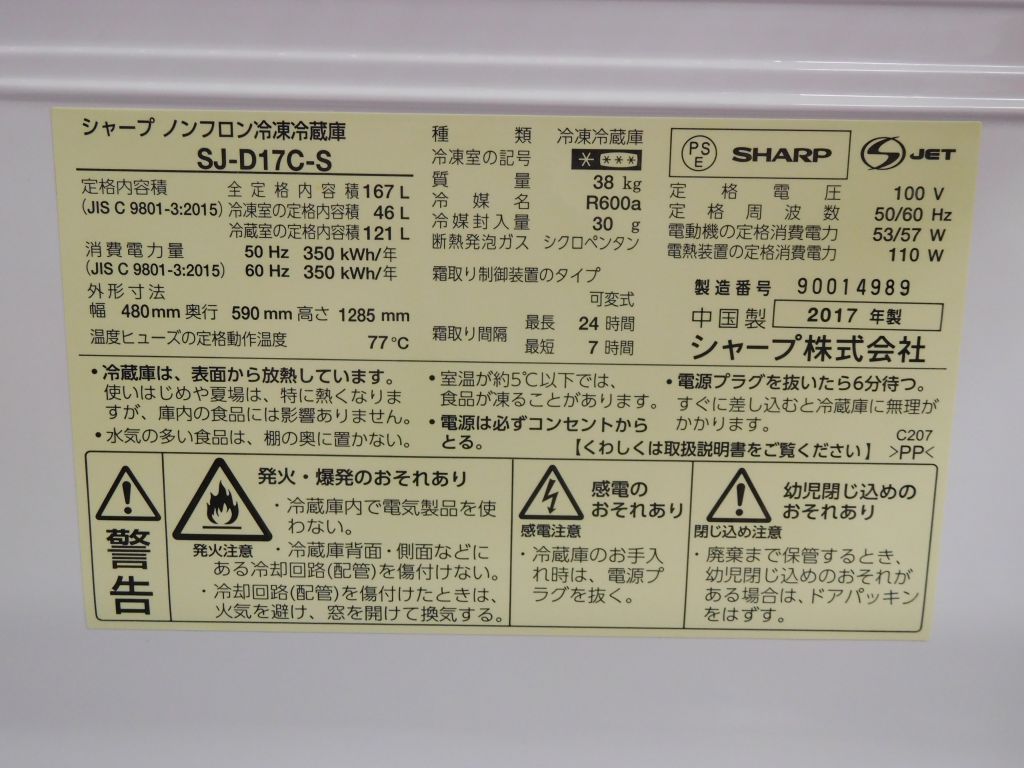 シャープ ノンフロン冷凍冷蔵庫
SJ-D17C-S
定格内容積 全定格内容積 167 L
(JIS C 9801-3:2015) 冷凍室の定格内容積 46 L
冷蔵室の定格内容積 121 L
消費電力量 50 Hz 350 kWh/年
(JIS C 9801-3:2015) 60 Hz 350 kWh/年
外形寸法
幅 480mm 奥行 590mm 高さ 1285 mm
温度ヒューズの定格動作温度 77℃
種類 冷凍冷蔵庫
冷凍室の記号 * ***
質量 38 kg
冷媒名 R600a
冷媒封入量 30 g
断熱発泡ガス シクロペンタン
霜取り制御装置のタイプ
可変式
霜取り間隔 最長 24 時間
最短 7 時間
PS E SHARP S JET
定格電圧 100 V
定格周波数 50/60 Hz
電動機の定格消費電力 53/57 W
電熱装置の定格消費電力 110 W
製造番号 90014989
中国製 2017 年製
シャープ株式会社
・冷蔵庫は、表面から放熱しています。
使いはじめや夏場は、特に熱くなりま
すが、庫内の食品には影響ありません。
・水気の多い食品は、棚の奥に置かない。
・室温が約5℃以下では、
食品が凍ることがあります。
・電源は必ずコンセントから
とる。
・電源プラグを抜いたら6分待つ。
すぐに差し込むと冷蔵庫に無理が
かかります。
C207
【くわしくは取扱説明書をご覧ください】 >PP<
警告
発火注意
発火・爆発のおそれあり
・冷蔵庫内で電気製品を使
わない。
・冷蔵庫背面・側面などに
ある冷却回路(配管)を傷付けない。
・冷却回路(配管)を傷付けたときは、
火気を避け、窓を開けて換気する。
感電注意
感電の
おそれあり
・冷蔵庫のお手入
れ時は、電源プ
ラグを抜く。
閉じ込め注意
幼児閉じ込めの
おそれあり
・廃棄まで保管するとき、
幼児閉じ込めのおそれが
ある場合は、ドアパッキン
をはずす。